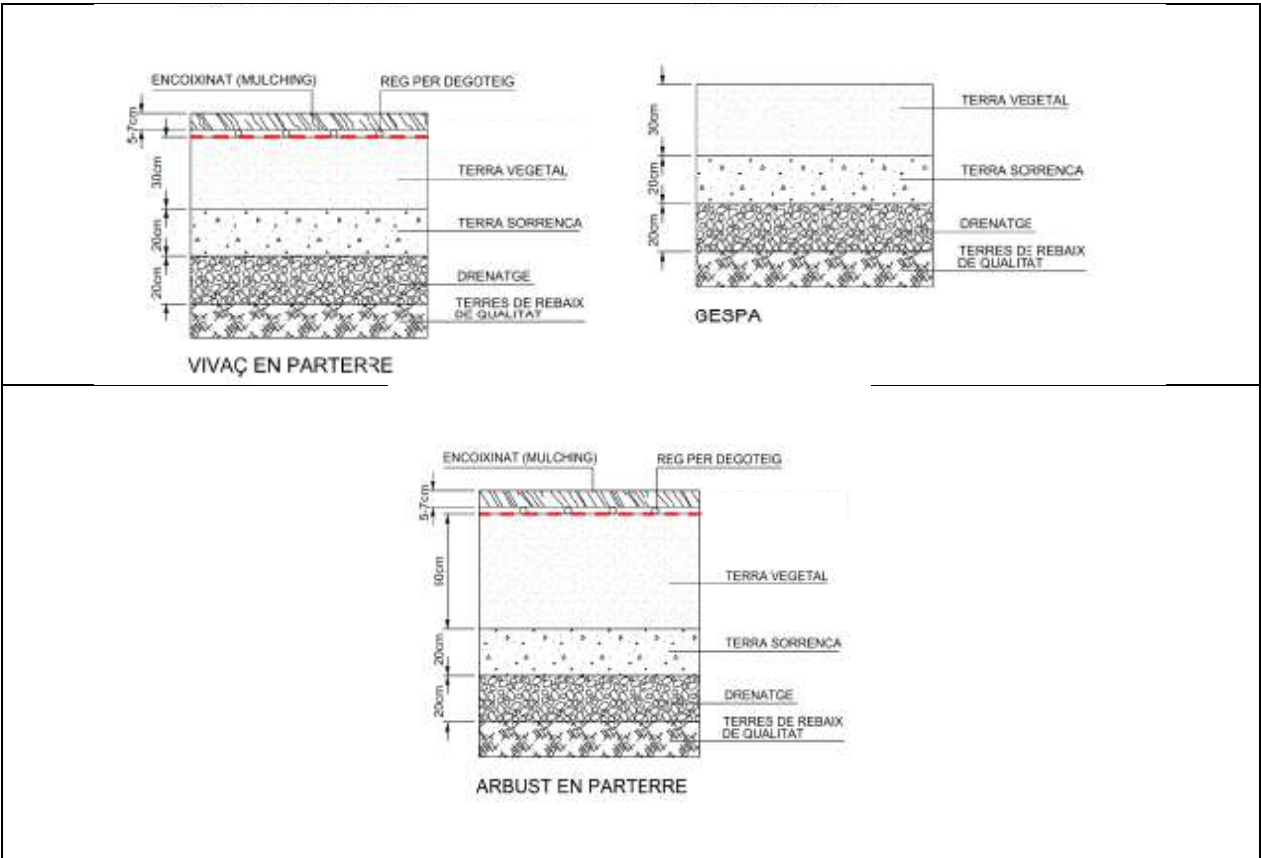 ENCOIXINAT (MULCHING)
REG PER DEGOTEIG
5-7cm
30cm
20cm
20cm
TERRA VEGETAL
TERRA SORRENCA
DRENATGE
TERRES DE REBAIX
DE QUALITAT
VIVAÇ EN PARTERRE
30cm
20cm
20cm
TERRA VEGETAL
TERRA SORRENCA
DRENATGE
TERRES DE REBAIX
DE QUALITAT
GESPA
ENCOIXINAT (MULCHING)
REG PER DEGOTEIG
5-7cm
20cm
20cm
TERRA VEGETAL
TERRA SORRENCA
DRENATGE
TERRES DE REBAIX
DE QUALITAT
ARBUST EN PARTERRE